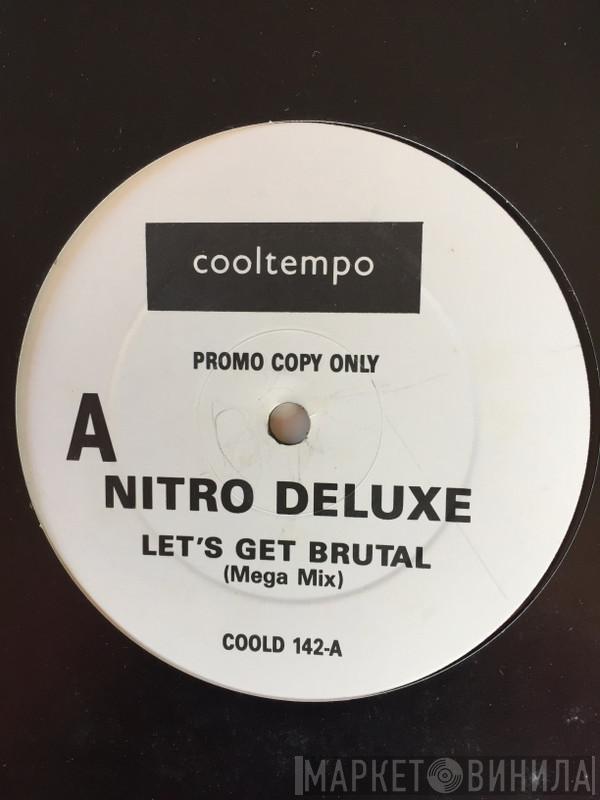 cooltempo
PROMO COPY ONLY
A
NITRO DELUXE
LET'S GET BRUTAL
(Mega Mix)
COOLD 142-A
МАРКЕТ ВИНИЛА